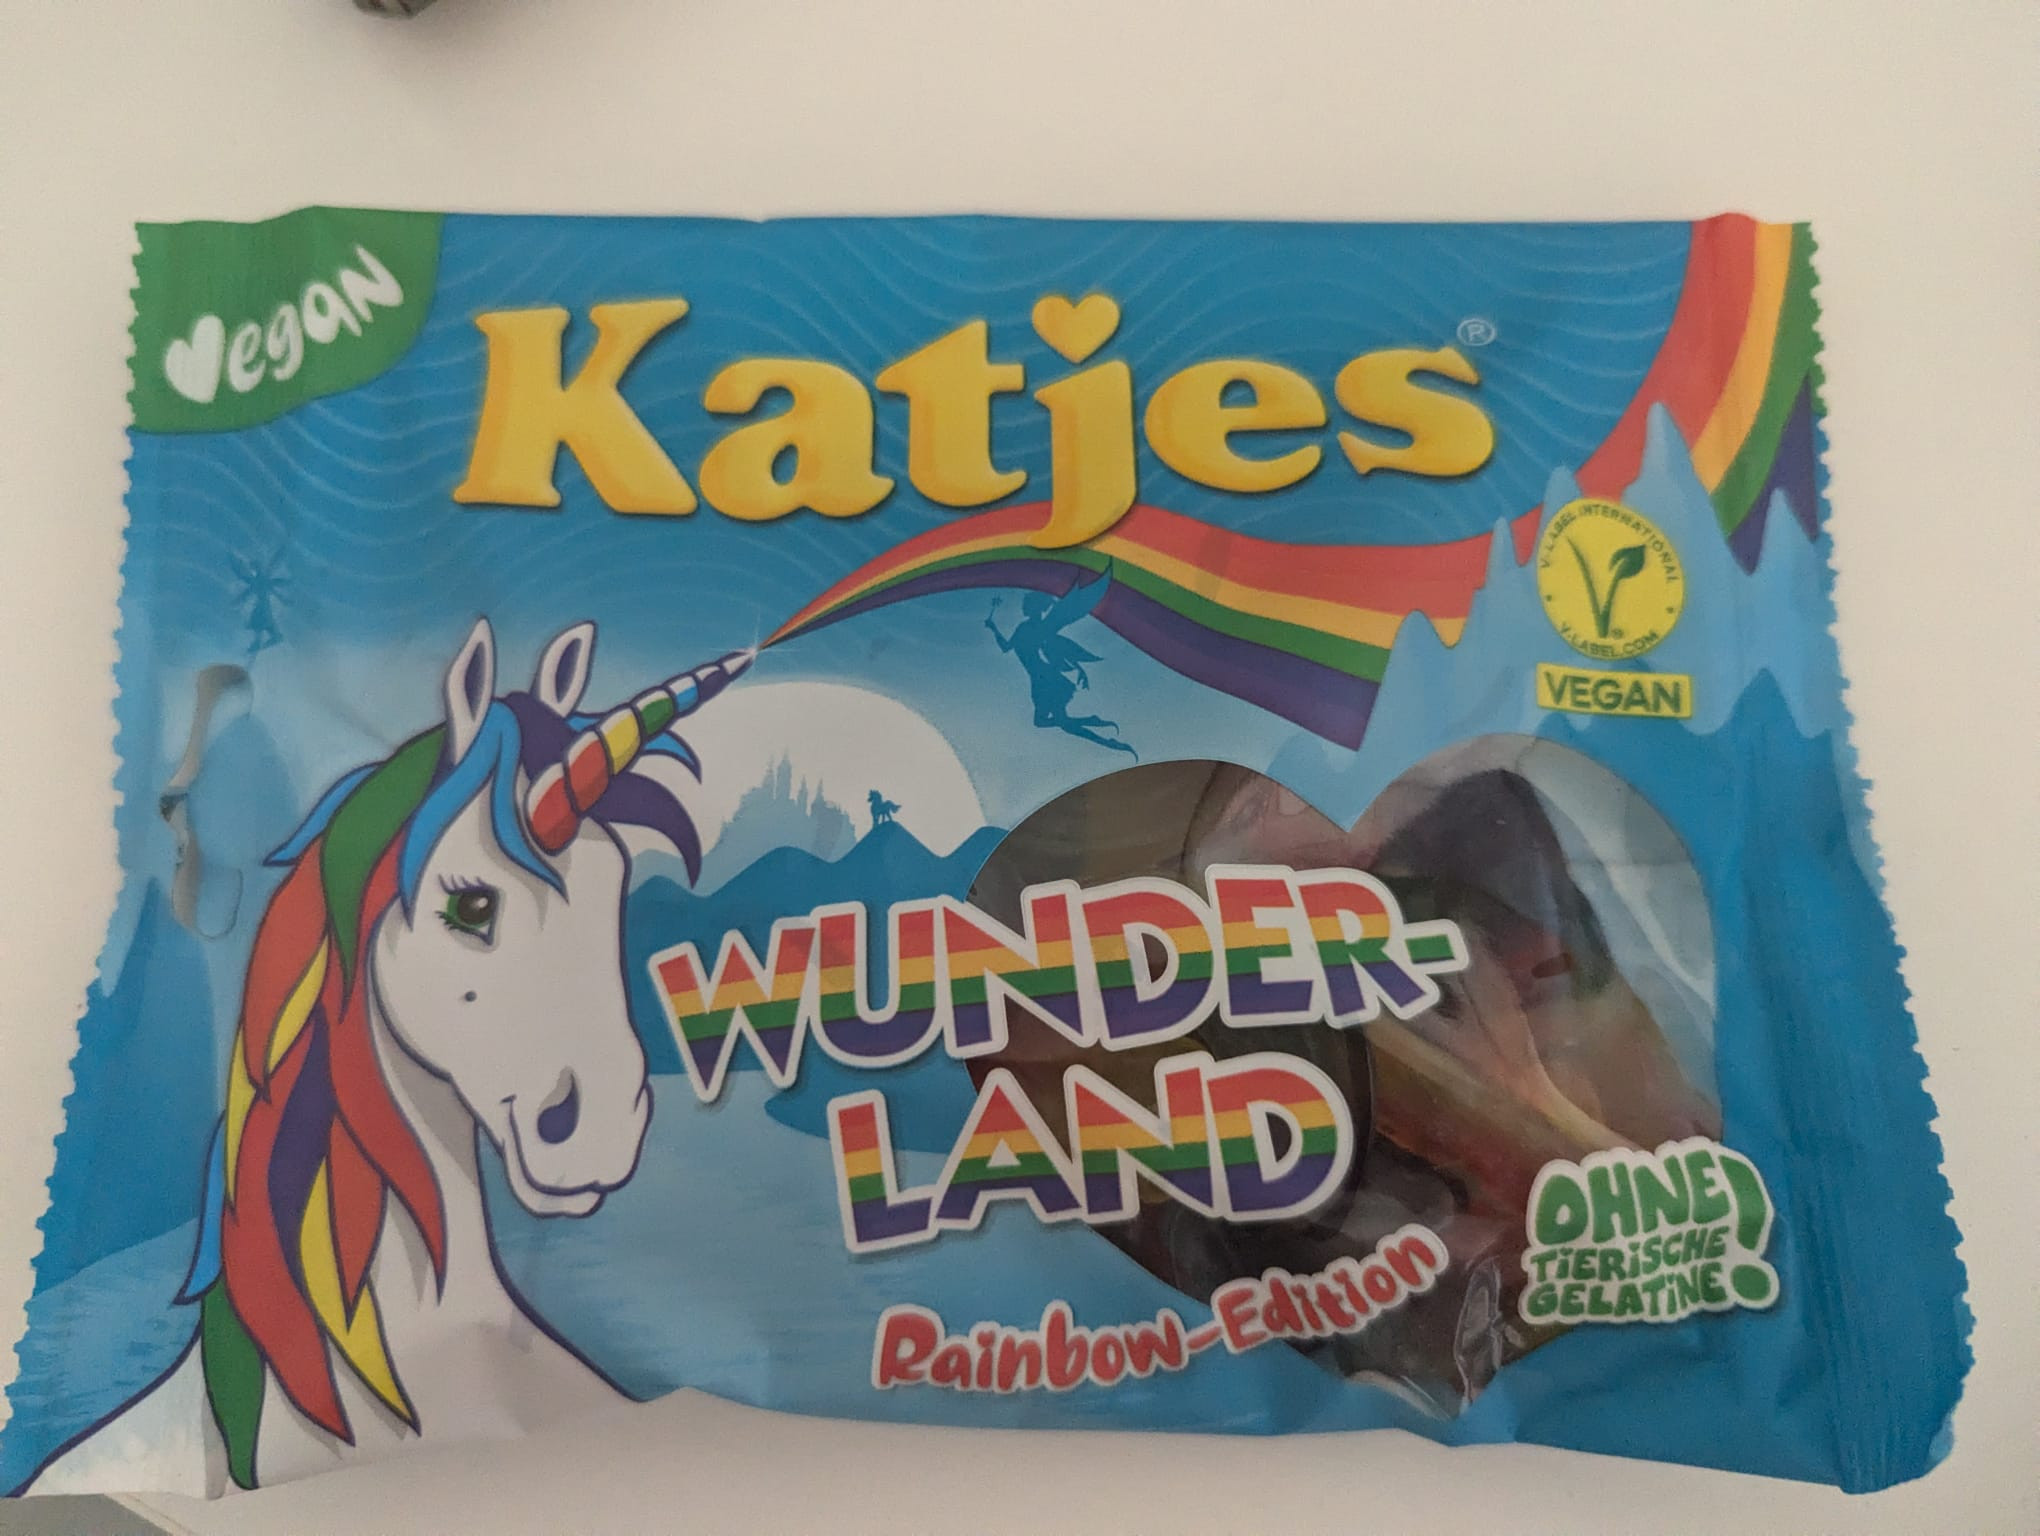 Vegan
Katjes®
V-LABEL INTERNATIONAL
V-LABEL.COM
VEGAN
WUNDER-
LAND
Rainbow-Edition
OHNE
TIERISCHE
GELATINE!